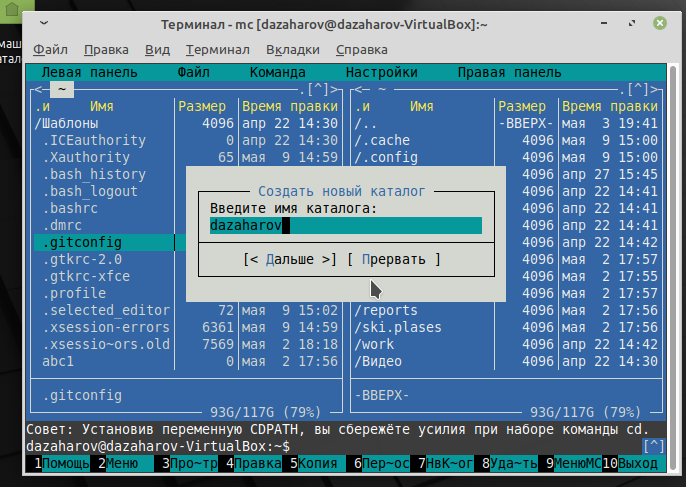 Терминал - mc [dazaharov@dazaharov-VirtualBox]:~
Файл Правка Вид Терминал Вкладки Справка
Левая панель Файл Команда Настройки Правая панель
<- ~ .[^]> <- ~ .[^]>
.и Имя Размер Время правки .и Имя Размер Время правки
/Шаблоны 4096 апр 22 14:30 /.. -ВВЕРХ- мая 3 19:41
.ICEauthority 0 апр 22 14:30 /.cache 4096 мая 9 15:00
.Xauthority 65 мая 9 14:59 /.config 4096 мая 9 15:00
.bash_history 4096 апр 27 15:45
.bash_logout 4096 апр 22 14:41
.bashrc 4096 апр 22 14:41
.dmrc 4096 апр 22 14:41
.gitconfig 4096 апр 22 14:42
.gtkrc-2.0 4096 мая 2 17:55
.gtkrc-xfce 4096 мая 2 17:56
.profile 4096 мая 2 17:57
.selected_editor 72 мая 9 15:02 /reports 4096 мая 2 17:57
.xsession-errors 6361 мая 9 14:59 /ski.plases 4096 мая 2 17:56
.xsessio~ors.old 7569 мая 2 18:18 /work 4096 апр 22 14:42
abc1 0 мая 2 17:56 /Видео 4096 апр 22 14:30
Создать новый каталог
Введите имя каталога:
dazaharov
[< Дальше >] [ Прервать ]
.gitconfig -ВВЕРХ-
93G/117G (79%) 93G/117G (79%)
Совет: Установив переменную CDPATH, вы сбережёте усилия при наборе команды cd.
dazaharov@dazaharov-VirtualBox:~$ [^]
1Помощь 2Меню 3Про~тр 4Правка 5Копия 6Пер~ос 7НвК~ог 8Уда~ть 9МенюMC 10Выход